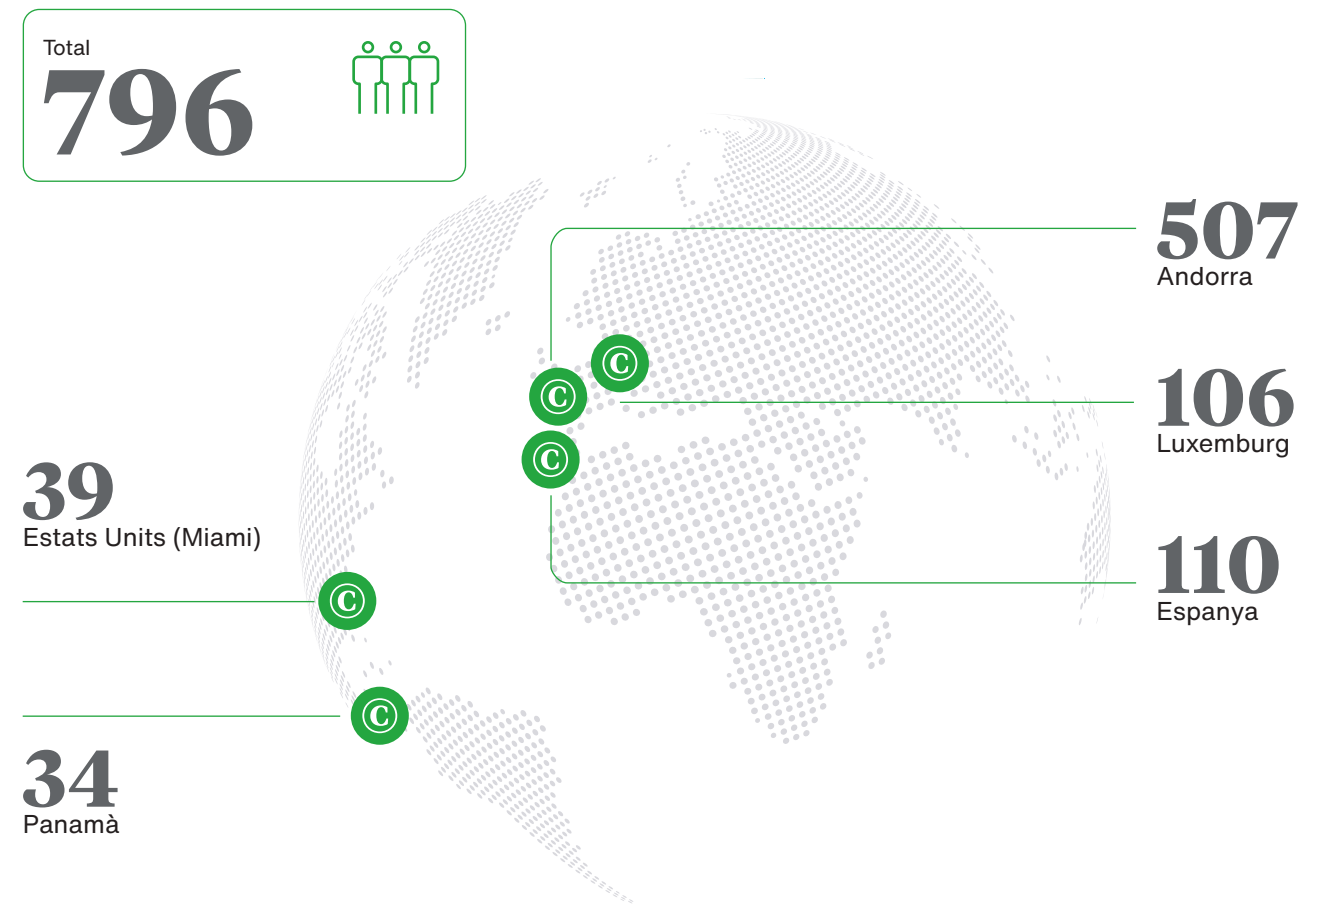 Total
796
507
Andorra
106
Luxemburg
39
Estats Units (Miami)
110
Espanya
34
Panamà
C
C
C
C
C